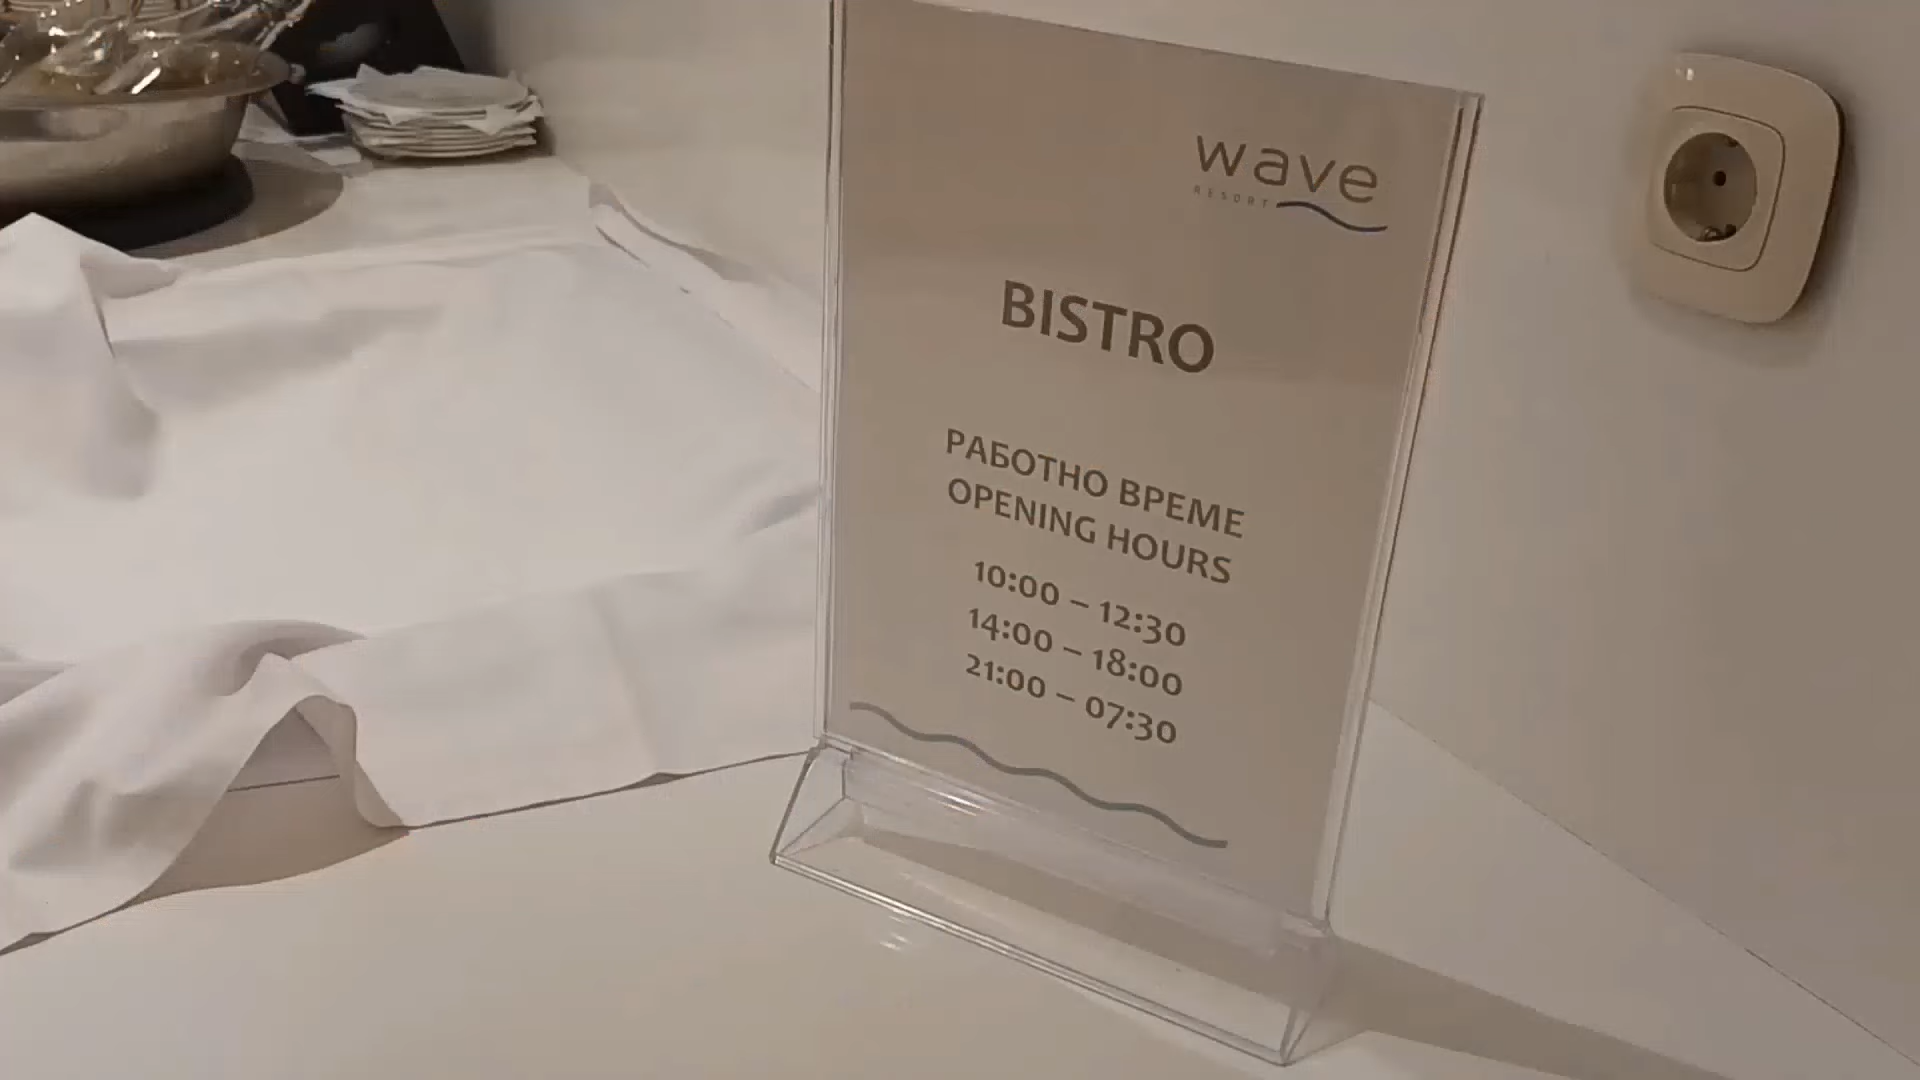 wave
RESORT
BISTRO
РАБОТНО ВРЕМЕ
OPENING HOURS
10:00 – 12:30
14:00 – 18:00
21:00 – 07:30